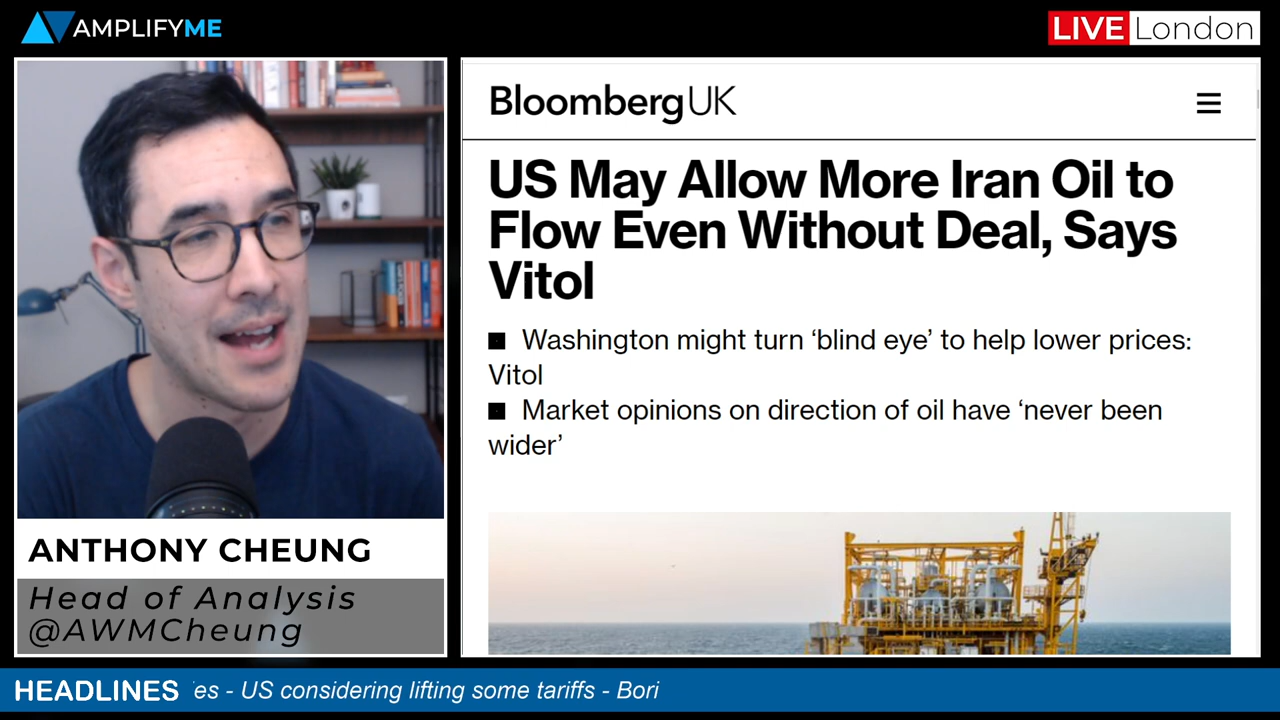 AMPLIFYME
LIVE London
BloombergUK
US May Allow More Iran Oil to
Flow Even Without Deal, Says
Vitol
■ Washington might turn ‘blind eye’ to help lower prices:
Vitol
■ Market opinions on direction of oil have ‘never been
wider’
ANTHONY CHEUNG
Head of Analysis
@AWMCheung
HEADLINES es - US considering lifting some tariffs - Bori